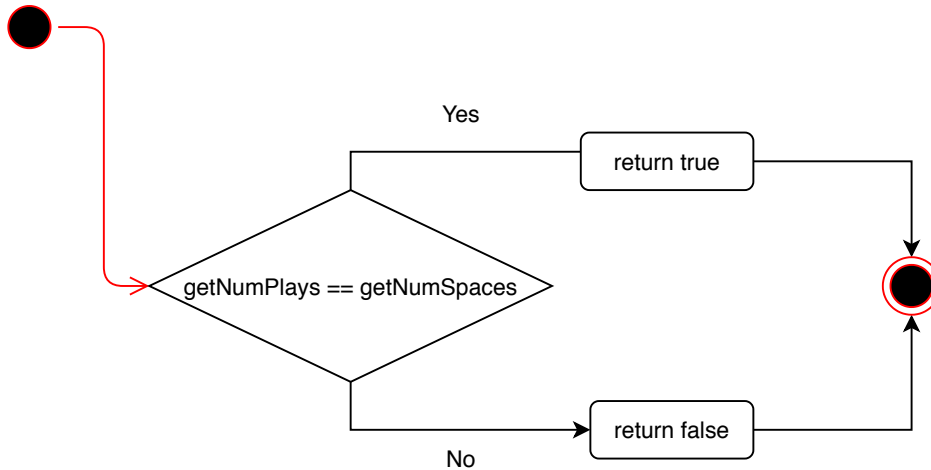 Yes
return true
getNumPlays == getNumSpaces
return false
No